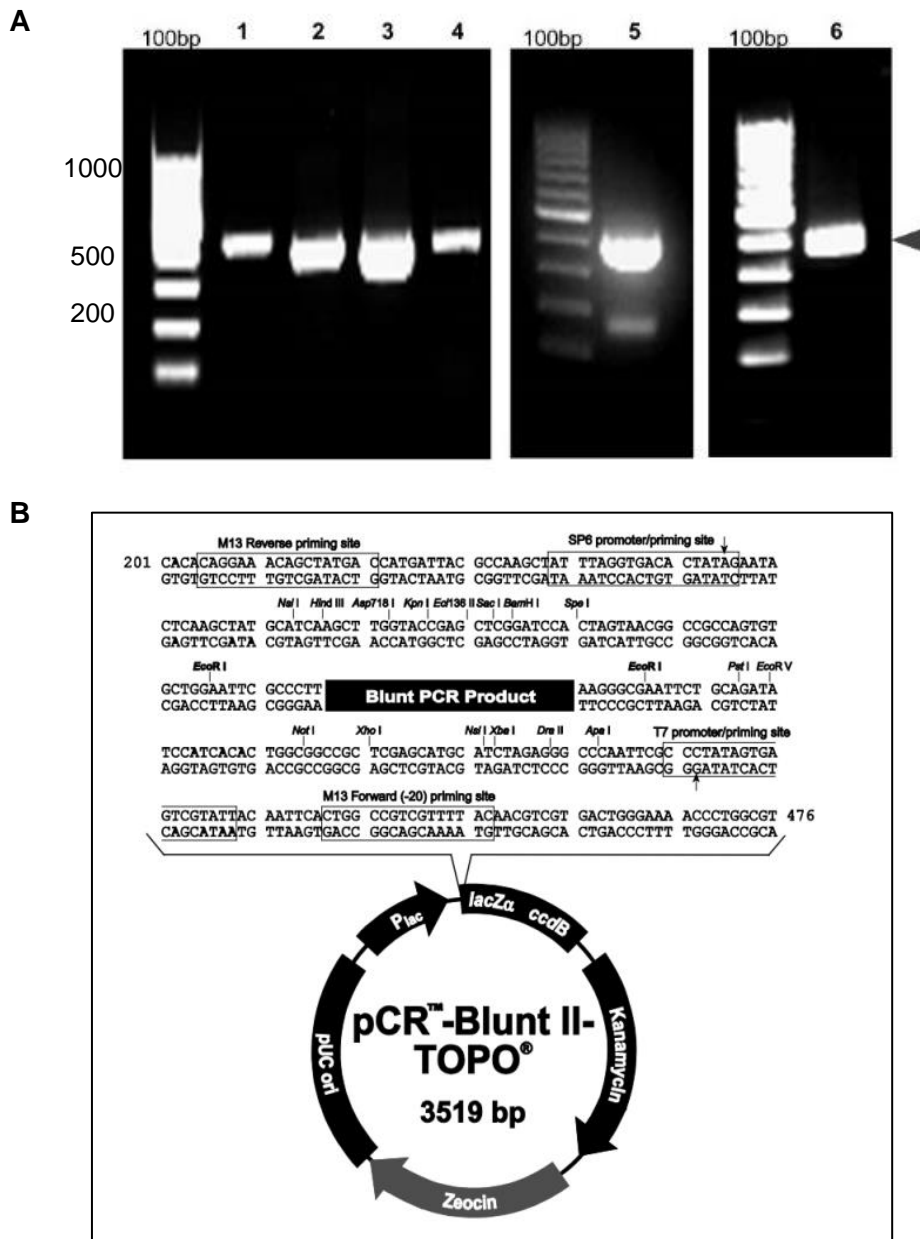 A
100bp 1 2 3 4 100bp 5 100bp 6
1000
500
200
B
M13 Reverse priming site SP6 promoter/priming site
201 CACACAGGAA ACAGCTATGAC CATGATTAC GCCAAGCTAT TTAGGTGACA CTATAGAATA
GTGTGTCCTT TGTCGATACT GGTACTAATG CGGTTCGATA AATCCACTGT GATATCTTAT
Nsi I Hind III Asp718 I Kpn I Ecl136 II Sac I BamH I Spe I
CTCAAGCTAT GCATCAAGCTT GGTACCGAG CTCGGATCCA CTAGTAACGG CCGCCAGTGT
GAGTTCGATA CGTAGTTCGAA CCATGGCTC GAGCCTAGGT GATCATTGCC GGCGGTCACA
EcoR I EcoR I Pst I EcoR V
GCTGGAATTC GCCCTT Blunt PCR Product AAGGGCGAATTCT GCAGATA
CGACCTTAAG CGGGAA TTCCCGCTTAAGA CGTCTAT
Not I Xho I Nsi I Xba I Dra II Apa I T7 promoter/priming site
TCCATCACAC TGGCGGCCGC TCGAGCATGC ATCTAGAGGG CCCAATTCGC CCTATAGTGA
AGGTAGTGTG ACCGCCGGCG AGCTCGTACG TAGATCTCCC GGGTTAAGCG GGATATCACT
M13 Forward (-20) priming site
GTCGTATTAC AATTCACTGG CCGTCGTTTT ACAACGTCGT GACTGGGAAA ACCCTGGCGT 476
CAGCATAATG TTAAGTGACC GGCAGCAAAA TGTTGCAGCA CTGACCCTTT TGGGACCGCA
Plac lacZα ccdB
Kanamycin
pUC ori
pCR™-Blunt II-
TOPO®
3519 bp
Zeocin